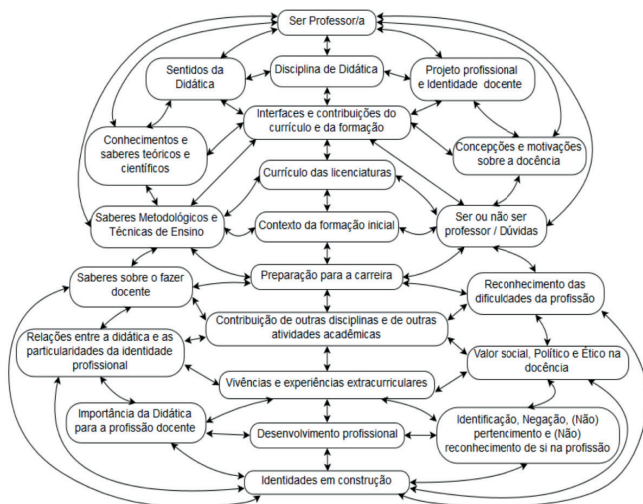 Ser Professor/a
Sentidos da
Didática
Disciplina de Didática
Projeto profissional
e Identidade docente
Interfaces e contribuições do
currículo e da formação
Conhecimentos e
saberes teóricos e
científicos
Concepções e motivações
sobre a docência
Currículo das licenciaturas
Saberes Metodológicos e
Técnicas de Ensino
Contexto da formação inicial
Ser ou não ser
professor / Dúvidas
Saberes sobre o fazer
docente
Preparação para a carreira
Reconhecimento das
dificuldades da profissão
Contribuição de outras disciplinas e de outras
atividades acadêmicas
Relações entre a didática e as
particularidades da identidade
profissional
Valor social, Político e Ético na
docência
Vivências e experiências extracurriculares
Importância da Didática
para a profissão docente
Desenvolvimento profissional
Identificação, Negação, (Não)
pertencimento e (Não)
reconhecimento de si na profissão
Identidades em construção